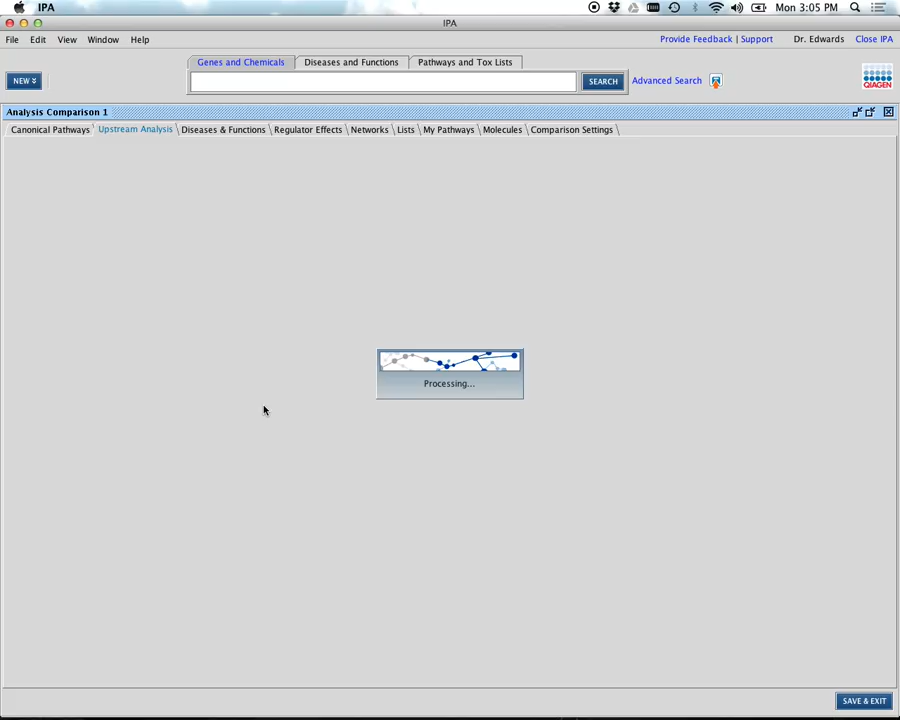 IPA
Mon 3:05 PM
IPA
File Edit View Window Help
Provide Feedback | Support Dr. Edwards Close IPA
Genes and Chemicals Diseases and Functions Pathways and Tox Lists
NEW
SEARCH
Advanced Search
QIAGEN
Analysis Comparison 1
Canonical Pathways Upstream Analysis Diseases & Functions Regulator Effects Networks Lists My Pathways Molecules Comparison Settings
Processing...
SAVE & EXIT